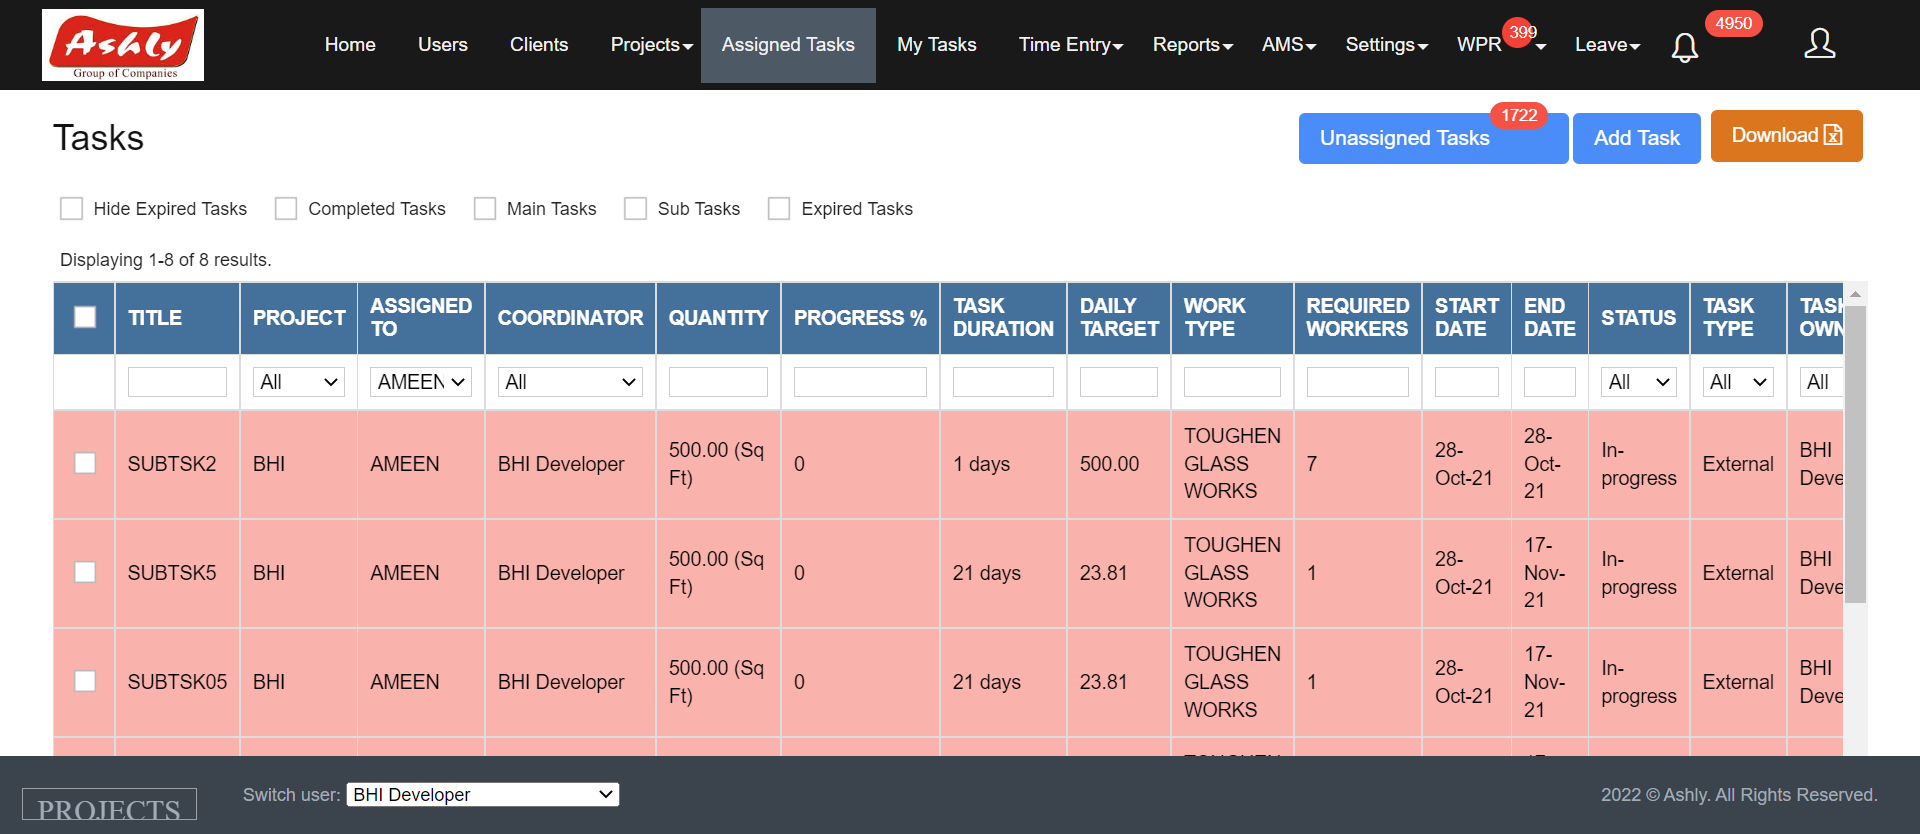 Ashly
Group of Companies
Home Users Clients Projects Assigned Tasks My Tasks Time Entry Reports AMS Settings WPR 399 Leave 4950
Tasks
Unassigned Tasks 1722 Add Task Download
Hide Expired Tasks Completed Tasks Main Tasks Sub Tasks Expired Tasks
Displaying 1-8 of 8 results.
TITLE PROJECT ASSIGNED TO COORDINATOR QUANTITY PROGRESS % TASK DURATION DAILY TARGET WORK TYPE REQUIRED WORKERS START DATE END DATE STATUS TASK TYPE TASK OWN
All AMEEN All All All All
SUBTSK2 BHI AMEEN BHI Developer 500.00 (Sq Ft) 0 1 days 500.00 TOUGHEN GLASS WORKS 7 28-Oct-21 28-Oct-21 In-progress External BHI Deve
SUBTSK5 BHI AMEEN BHI Developer 500.00 (Sq Ft) 0 21 days 23.81 TOUGHEN GLASS WORKS 1 28-Oct-21 17-Nov-21 In-progress External BHI Deve
SUBTSK05 BHI AMEEN BHI Developer 500.00 (Sq Ft) 0 21 days 23.81 TOUGHEN GLASS WORKS 1 28-Oct-21 17-Nov-21 In-progress External BHI Deve
PROJECTS
Switch user: BHI Developer
2022 © Ashly. All Rights Reserved.